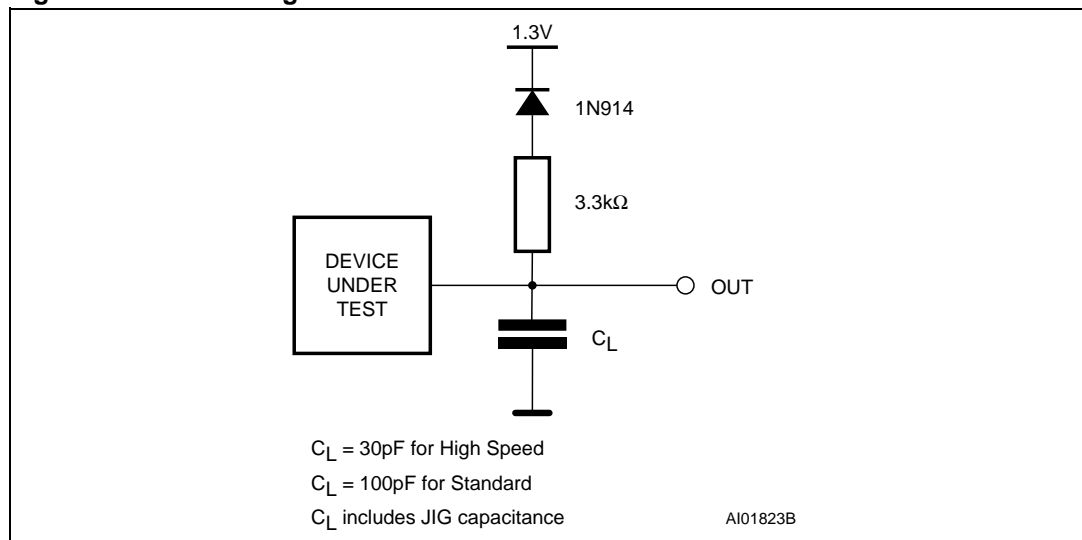 1.3V
1N914
3.3kΩ
DEVICE
UNDER
TEST
OUT
CL
CL = 30pF for High Speed
CL = 100pF for Standard
CL includes JIG capacitance
AI01823B